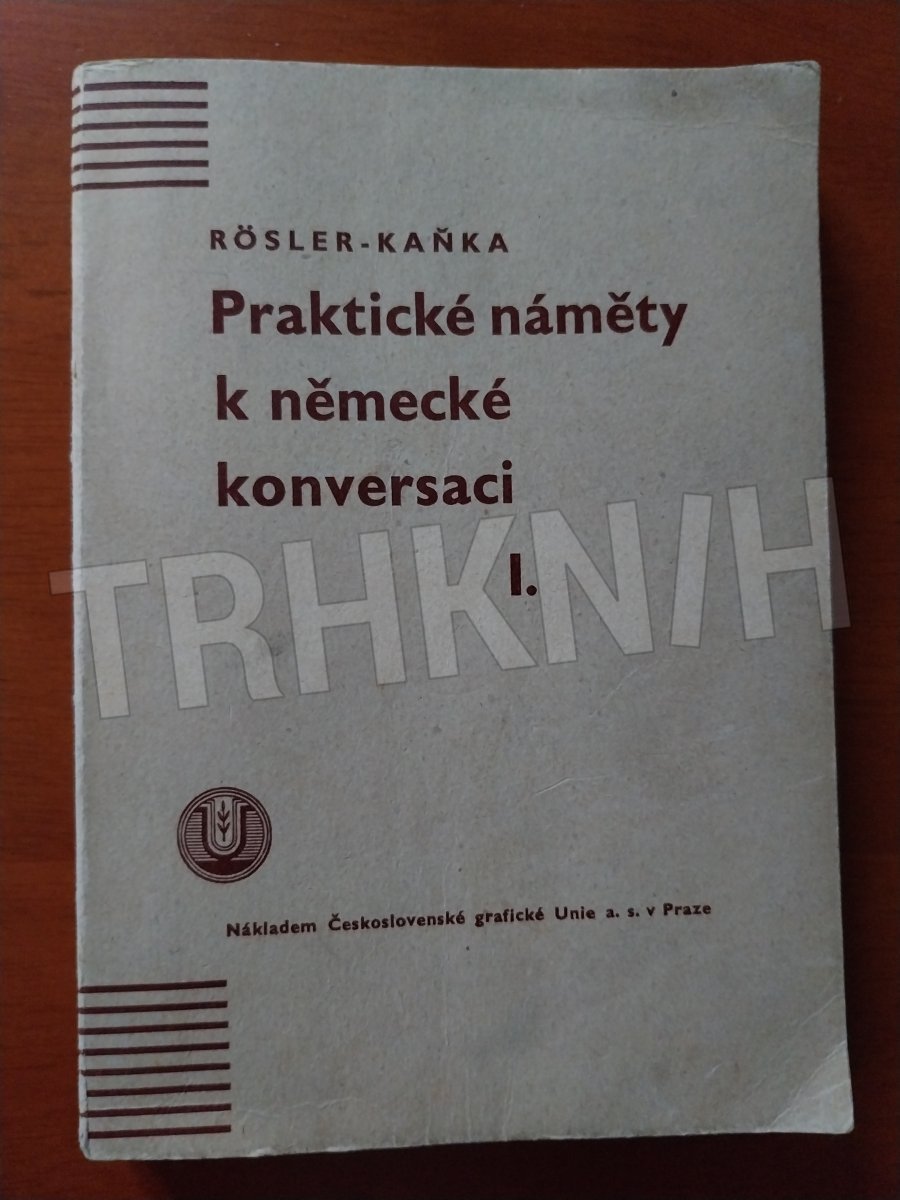 RÖSLER-KAŇKA
Praktické náměty
k německé
konversaci
I.
TRHKNIH
U
Nákladem Československé grafické Unie a. s. v Praze